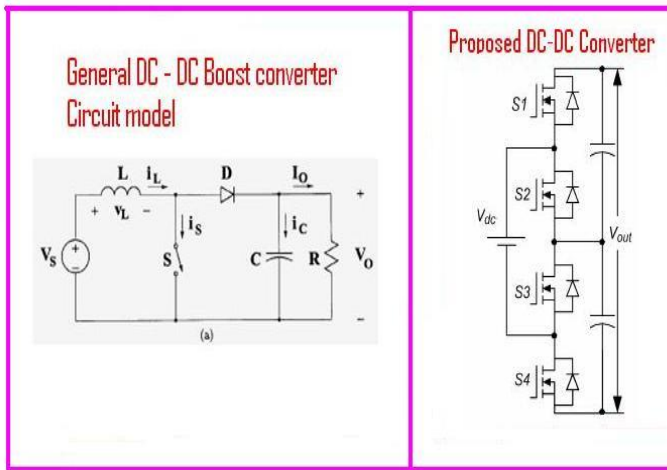 General DC - DC Boost converter
Circuit model
L
iL
D
IO
+
+ vL -
iS
iC
VS
+
-
S
C
R
VO
-
(a)
Proposed DC-DC Converter
S1
S2
Vdc
Vout
S3
S4